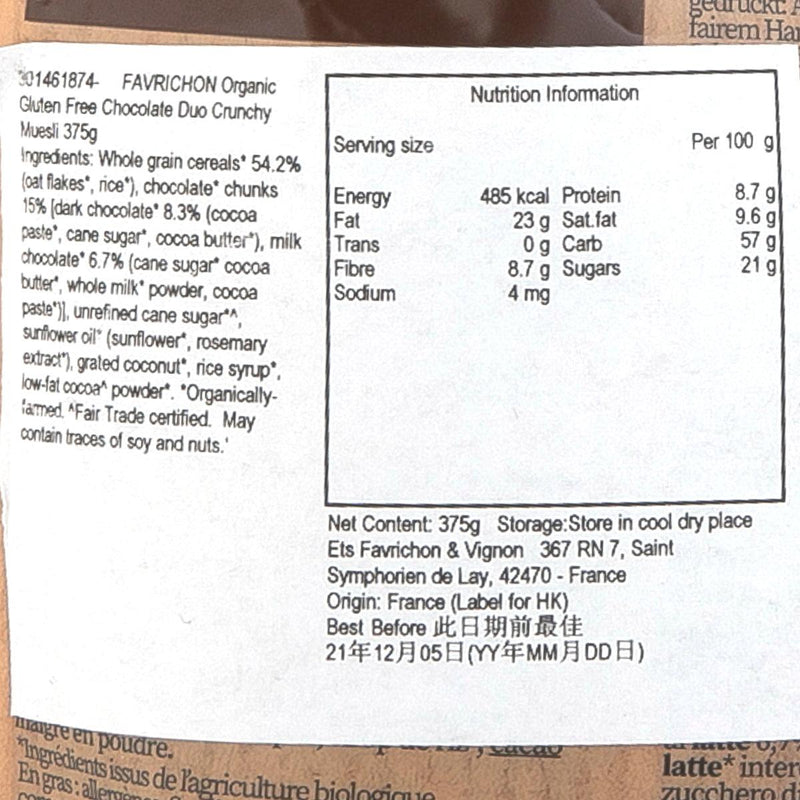 gedruckt.
fairem
301461874- FAVRICHON Organic
Gluten Free Chocolate Duo Crunchy
Muesli 375g
Ingredients: Whole grain cereals* 54.2%
(oat flakes*, rice*), chocolate* chunks
15% [dark chocolate* 8.3% (cocoa
paste*, cane sugar*, cocoa butter*), milk
chocolate* 6.7% (cane sugar* cocoa
butter*, whole milk* powder, cocoa
paste*)], unrefined cane sugar*^,
sunflower oil* (sunflower*, rosemary
extract*), grated coconut*, rice syrup*,
low-fat cocoa^ powder*. *Organically-
farmed. ^Fair Trade certified. May
contain traces of soy and nuts.'
Nutrition Information
Serving size Per 100 g
Energy 485 kcal Protein 8.7 g
Fat 23 g Sat.fat 9.6 g
Trans 0 g Carb 57 g
Fibre 8.7 g Sugars 21 g
Sodium 4 mg
Net Content: 375g Storage:Store in cool dry place
Ets Favrichon & Vignon 367 RN 7, Saint
Symphorien de Lay, 42470 - France
Origin: France (Label for HK)
Best Before 此日期前最佳
21年12月05日(YY年MM月DD日)
maigre en poudre.
*Ingrédients issus de l'agriculture biologique
En gras:
latte* inter
zucchero di